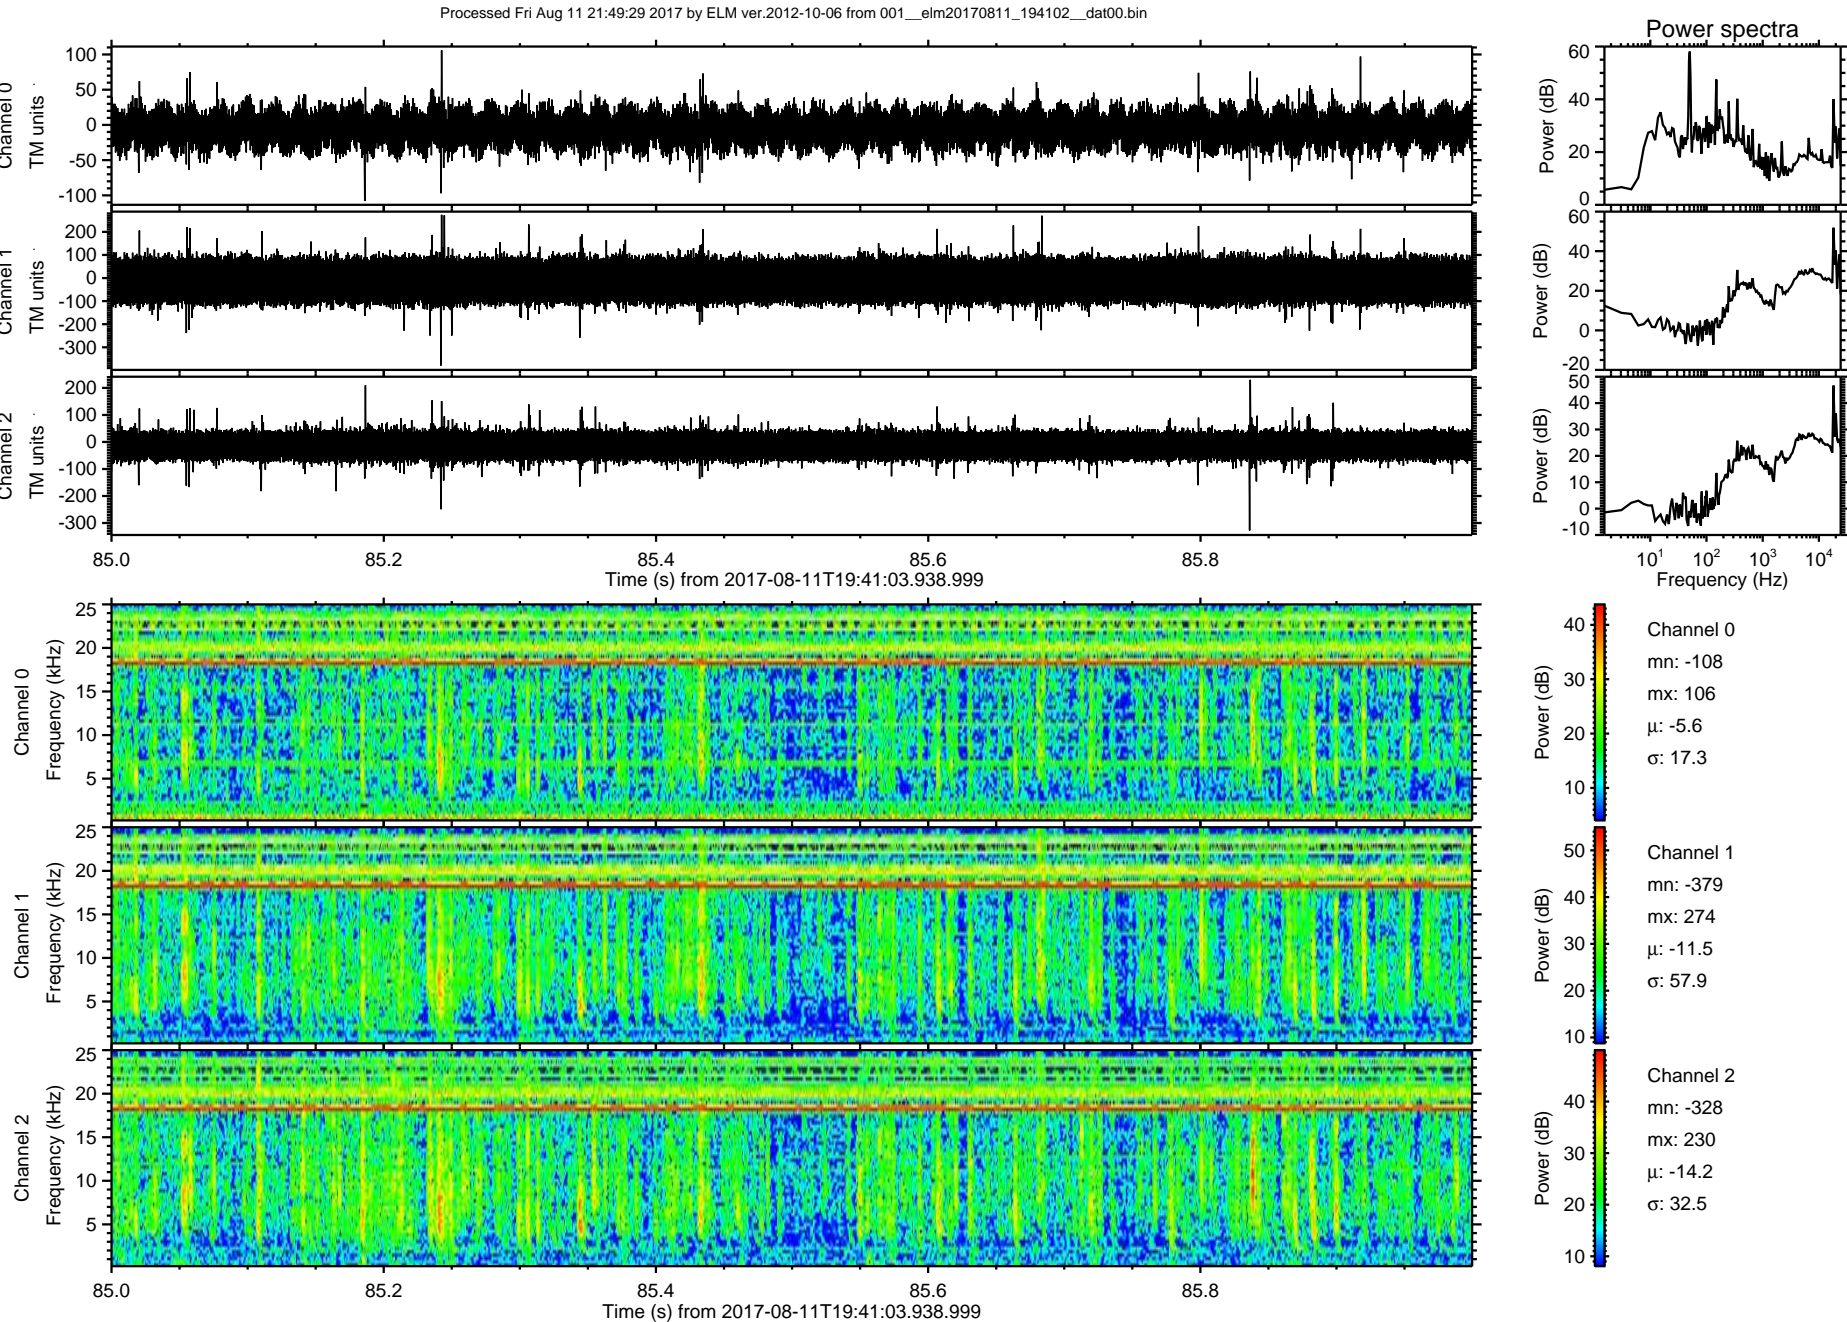 Processed Fri Aug 11 21:49:29 2017 by ELM ver.2012-10-06 from 001__elm20170811_194102__dat00.bin
Power spectra
Channel 0
TM units
100
50
0
-50
-100
Power (dB)
60
40
20
0
Channel 1
TM units
200
100
0
-100
-200
-300
Power (dB)
60
40
20
0
-20
Channel 2
TM units
200
100
0
-100
-200
-300
Power (dB)
50
40
30
20
10
0
-10
85.0 85.2 85.4 85.6 85.8
Time (s) from 2017-08-11T19:41:03.938.999
10^1 10^2 10^3 10^4
Frequency (Hz)
Channel 0
Frequency (kHz)
25
20
15
10
5
Power (dB)
40
30
20
10
Channel 0
mn: -108
mx: 106
μ: -5.6
σ: 17.3
Channel 1
Frequency (kHz)
25
20
15
10
5
Power (dB)
50
40
30
20
10
Channel 1
mn: -379
mx: 274
μ: -11.5
σ: 57.9
Channel 2
Frequency (kHz)
25
20
15
10
5
Power (dB)
40
30
20
10
Channel 2
mn: -328
mx: 230
μ: -14.2
σ: 32.5
85.0 85.2 85.4 85.6 85.8
Time (s) from 2017-08-11T19:41:03.938.999